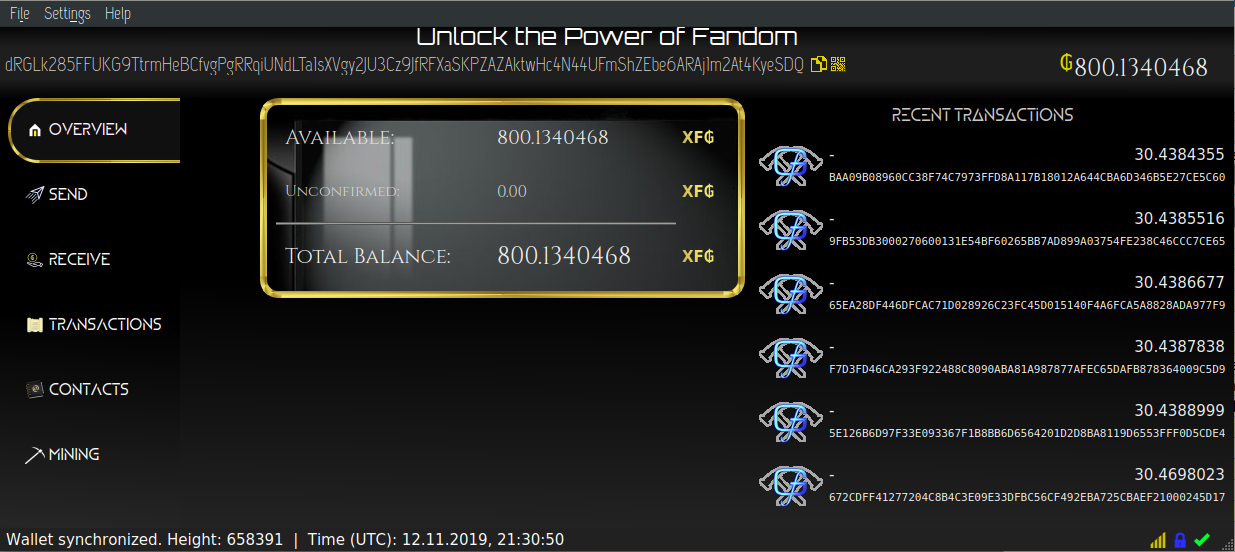 File Settings Help
Unlock the Power of Fandom
dRGLk285FFUKG9TtrmHeBCfvgPgRRqiUNdLTaIsXVgy2JU3Cz9JfRFXaSKPZAZAktwHc4N44UFmShZEbe6ARAj1m2At4KyeSDQ
₲800.1340468
OVERVIEW
SEND
RECEIVE
TRANSACTIONS
CONTACTS
MINING
Available: 800.1340468 XF₲
Unconfirmed: 0.00 XF₲
Total Balance: 800.1340468 XF₲
RECENT TRANSACTIONS
- 30.4384355
BAA09B08960CC38F74C7973FFD8A117B18012A644CBA6D346B5E27CE5C60
- 30.4385516
9FB53DB3000270600131E54BF60265BB7AD899A03754FE238C46CCC7CE65
- 30.4386677
65EA28DF446DFCAC71D028926C23FC45D015140F4A6FCA5A8828ADA977F9
- 30.4387838
F7D3FD46CA293F922488C8090ABA81A987877AFEC65DAFB878364009C5D9
- 30.4388999
5E126B6D97F33E093367F1B8BB6D6564201D2D8BA8119D6553FFF0D5CDE4
- 30.4698023
672CDFF41277204C8B4C3E09E33DFBC56CF492EBA725CBAEF21000245D17
Wallet synchronized. Height: 658391 | Time (UTC): 12.11.2019, 21:30:50